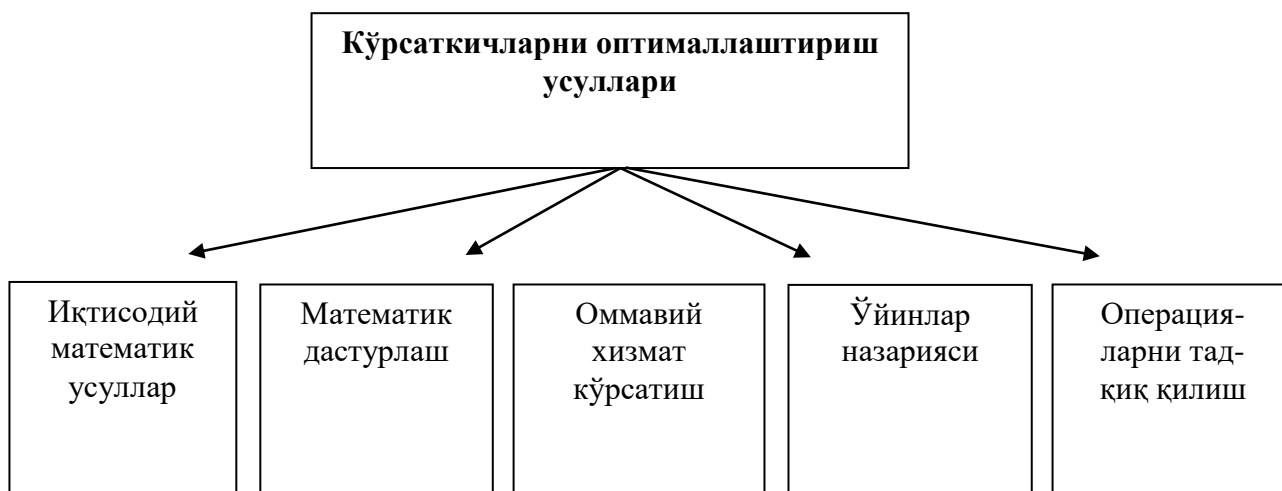 Кўрсаткичларни оптималлаштириш
усуллари
Иқтисодий
математик
усуллар
Математик
дастурлаш
Оммавий
хизмат
кўрсатиш
Ўйинлар
назарияси
Операция-
ларни тад-
қиқ қилиш